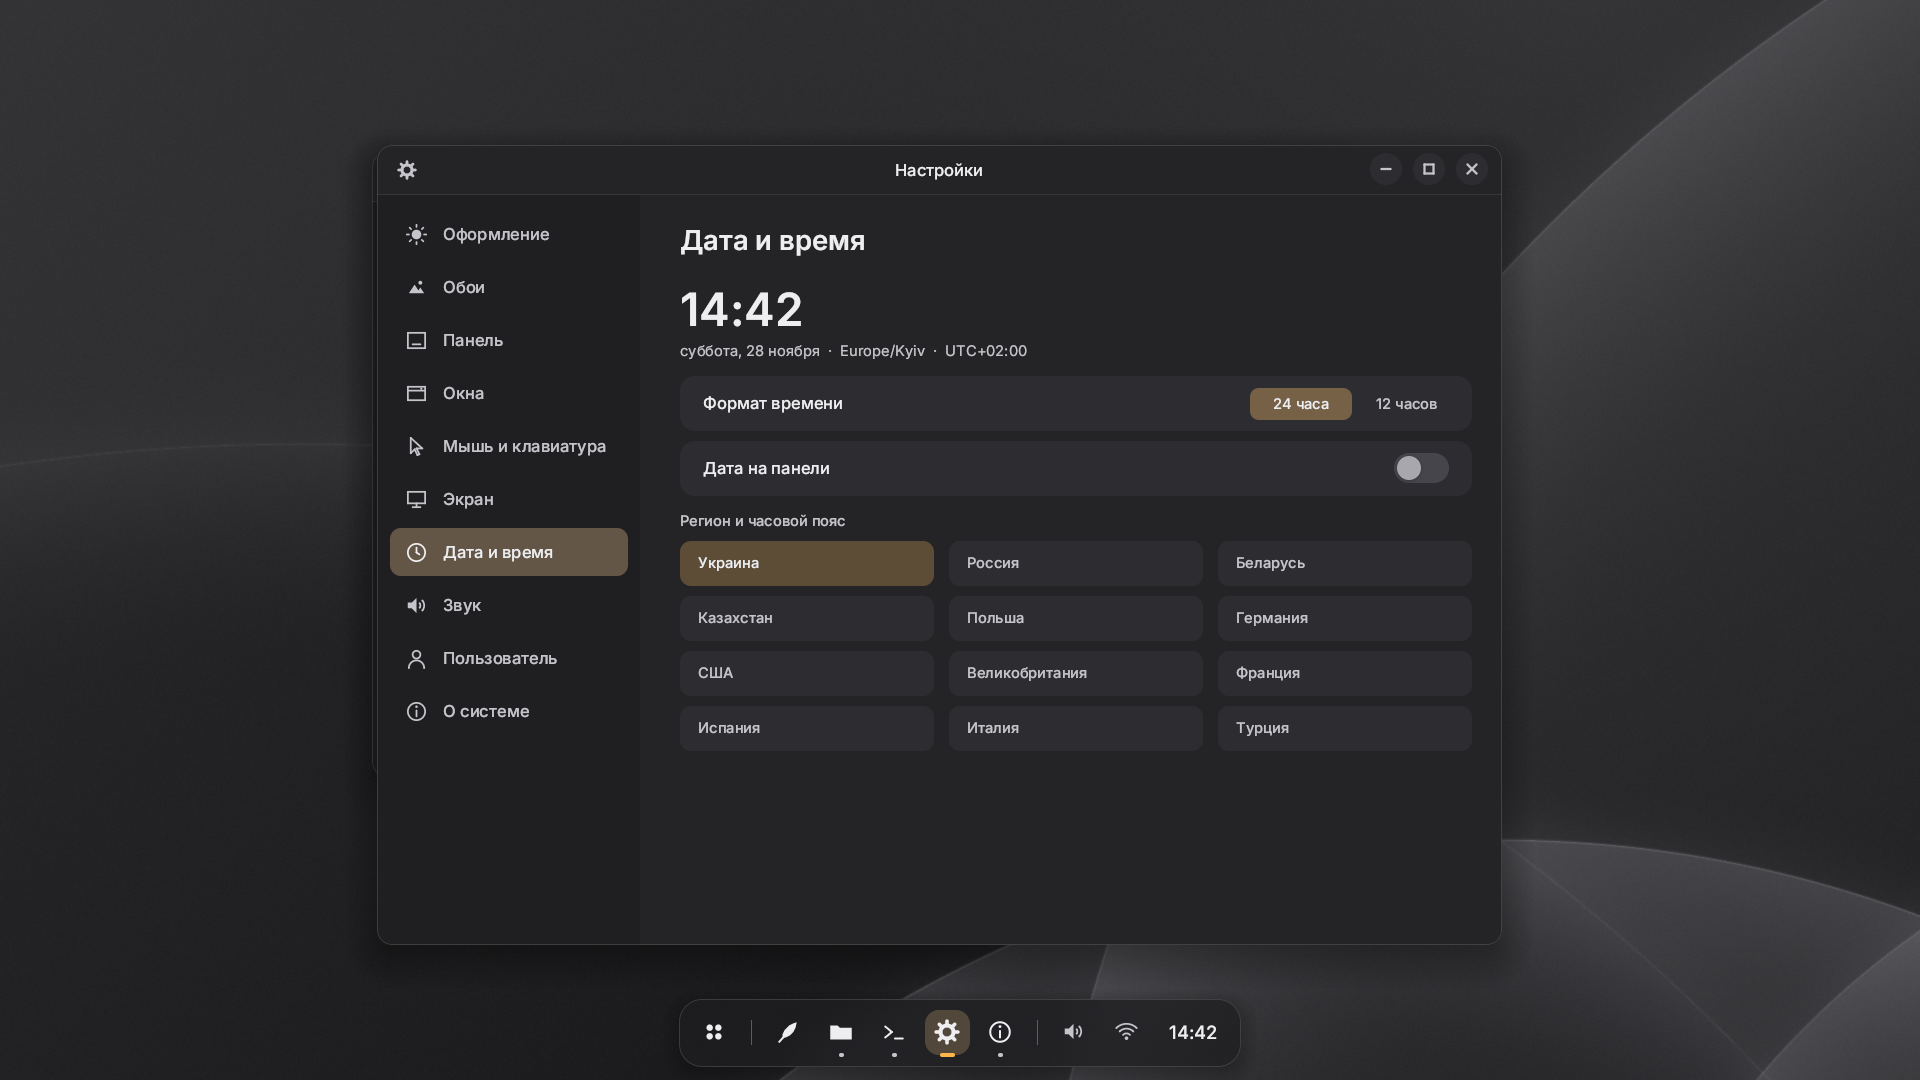 Настройки
Оформление
Обои
Панель
Окна
Мышь и клавиатура
Экран
Дата и время
Звук
Пользователь
О системе
Дата и время
14:42
суббота, 28 ноября · Europe/Kyiv · UTC+02:00
Формат времени 24 часа 12 часов
Дата на панели
Регион и часовой пояс
Украина Россия Беларусь
Казахстан Польша Германия
США Великобритания Франция
Испания Италия Турция
14:42